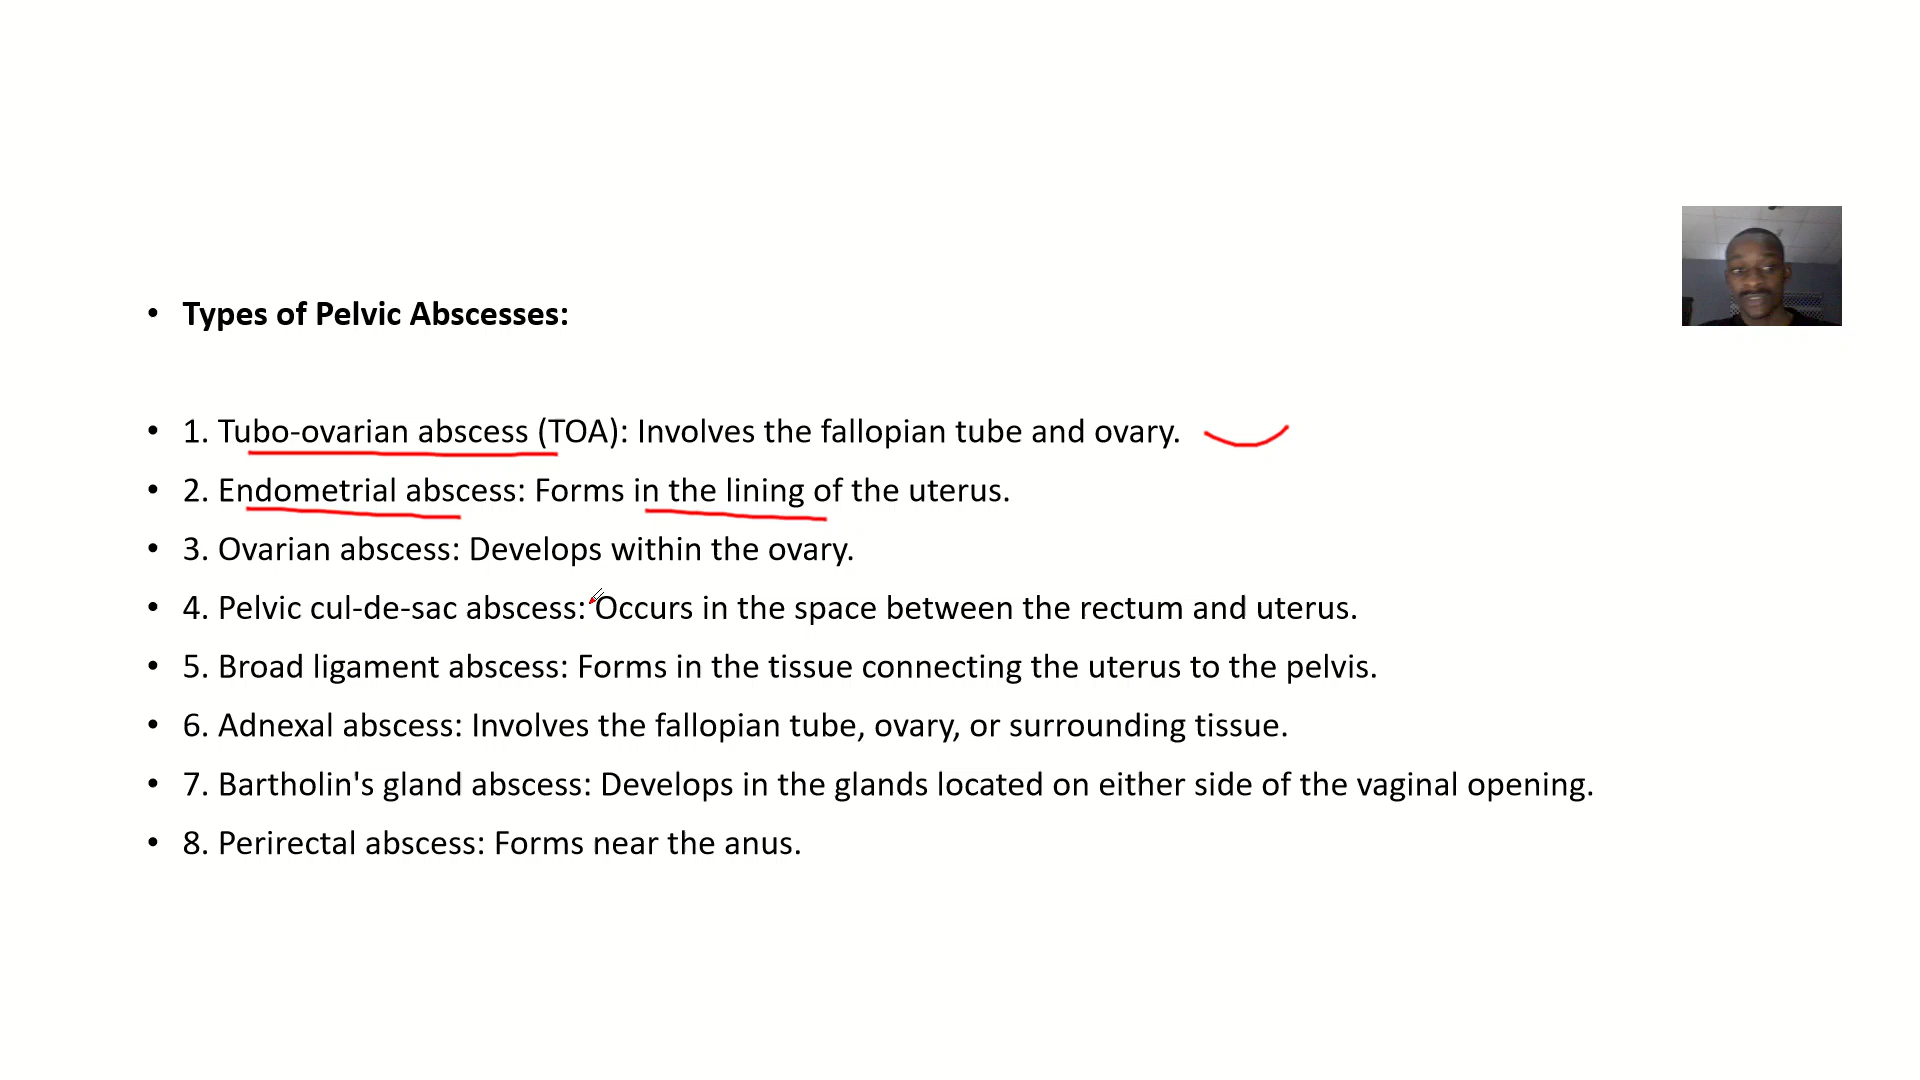 • Types of Pelvic Abscesses:
• 1. Tubo-ovarian abscess (TOA): Involves the fallopian tube and ovary.
• 2. Endometrial abscess: Forms in the lining of the uterus.
• 3. Ovarian abscess: Develops within the ovary.
• 4. Pelvic cul-de-sac abscess: Occurs in the space between the rectum and uterus.
• 5. Broad ligament abscess: Forms in the tissue connecting the uterus to the pelvis.
• 6. Adnexal abscess: Involves the fallopian tube, ovary, or surrounding tissue.
• 7. Bartholin's gland abscess: Develops in the glands located on either side of the vaginal opening.
• 8. Perirectal abscess: Forms near the anus.